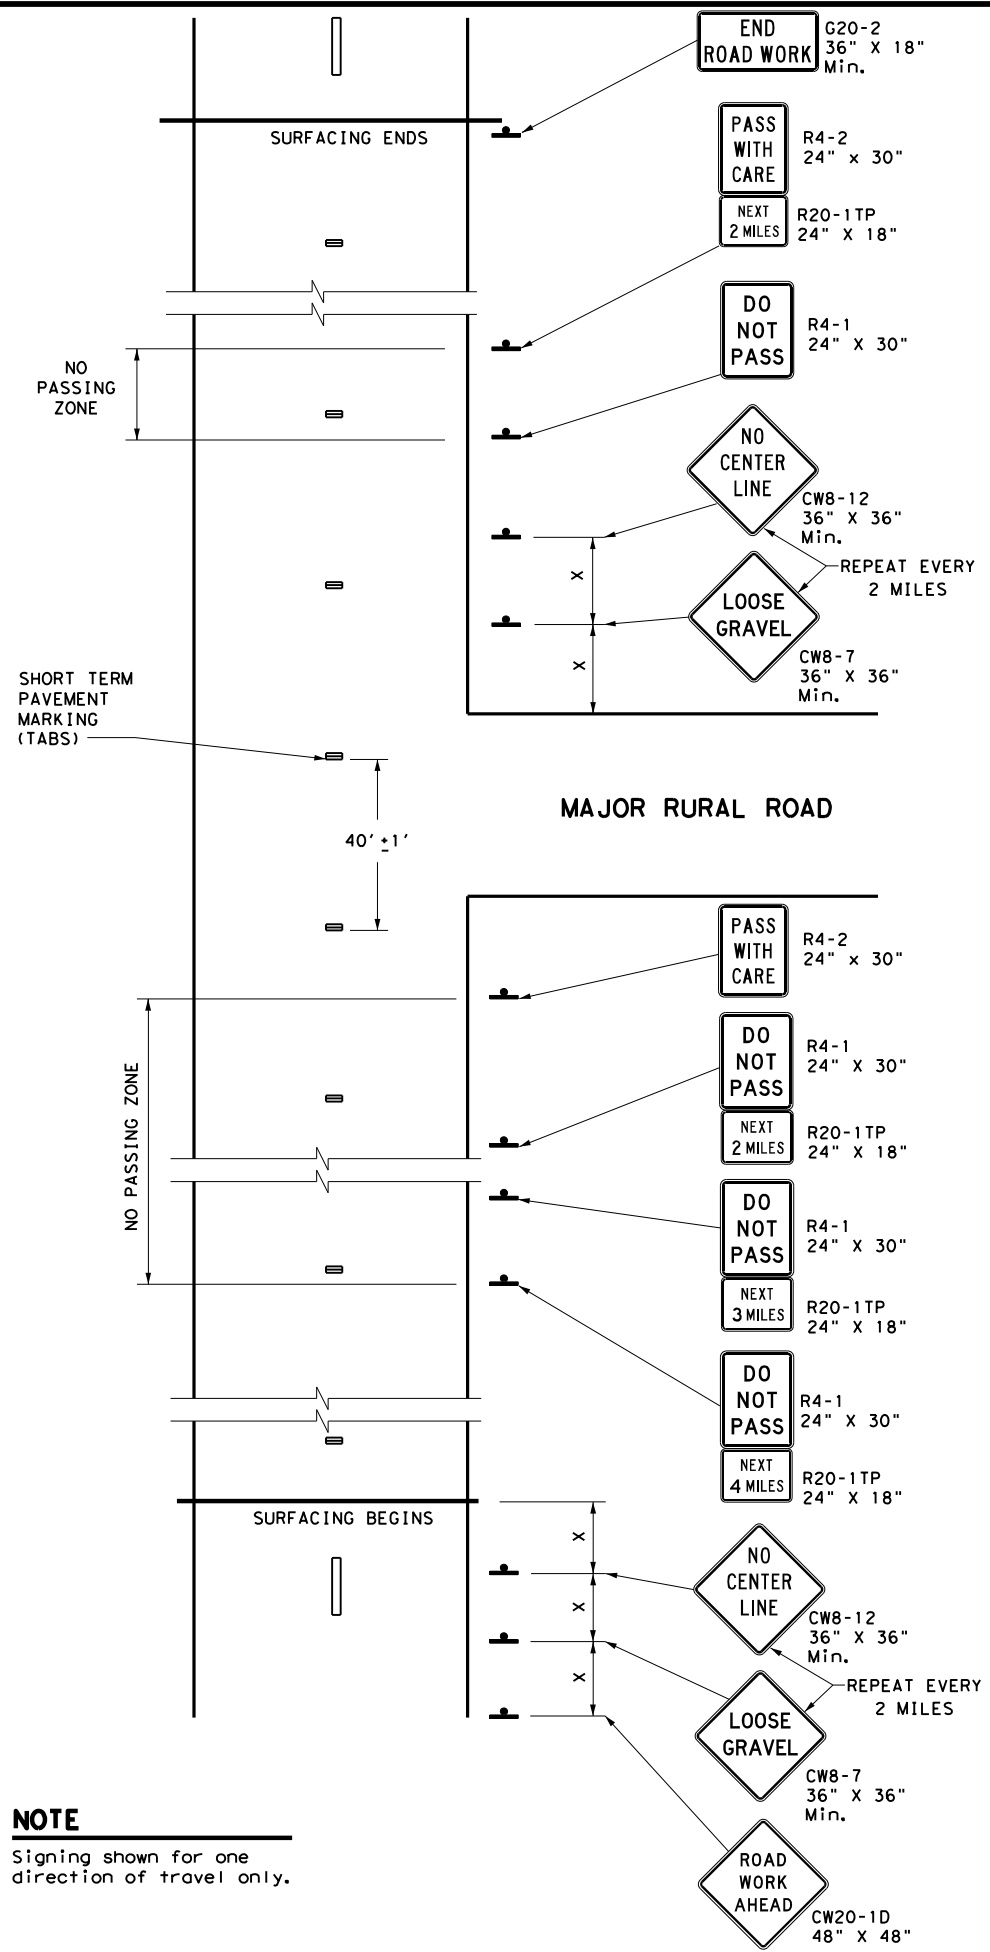 END
ROAD WORK
G20-2
36" X 18"
Min.
SURFACING ENDS
PASS
WITH
CARE
R4-2
24" x 30"
NEXT
2 MILES
R20-1TP
24" X 18"
DO
NOT
PASS
R4-1
24" X 30"
NO
PASSING
ZONE
NO
CENTER
LINE
CW8-12
36" X 36"
Min.
X
REPEAT EVERY
2 MILES
LOOSE
GRAVEL
CW8-7
36" X 36"
Min.
X
SHORT TERM
PAVEMENT
MARKING
(TABS)
40' ±1'
MAJOR RURAL ROAD
PASS
WITH
CARE
R4-2
24" x 30"
DO
NOT
PASS
R4-1
24" X 30"
NEXT
2 MILES
R20-1TP
24" X 18"
NO PASSING ZONE
DO
NOT
PASS
R4-1
24" X 30"
NEXT
3 MILES
R20-1TP
24" X 18"
DO
NOT
PASS
R4-1
24" X 30"
NEXT
4 MILES
R20-1TP
24" X 18"
SURFACING BEGINS
X
NO
CENTER
LINE
CW8-12
36" X 36"
Min.
X
REPEAT EVERY
2 MILES
X
LOOSE
GRAVEL
CW8-7
36" X 36"
Min.
ROAD
WORK
AHEAD
CW20-1D
48" X 48"
NOTE
Signing shown for one
direction of travel only.